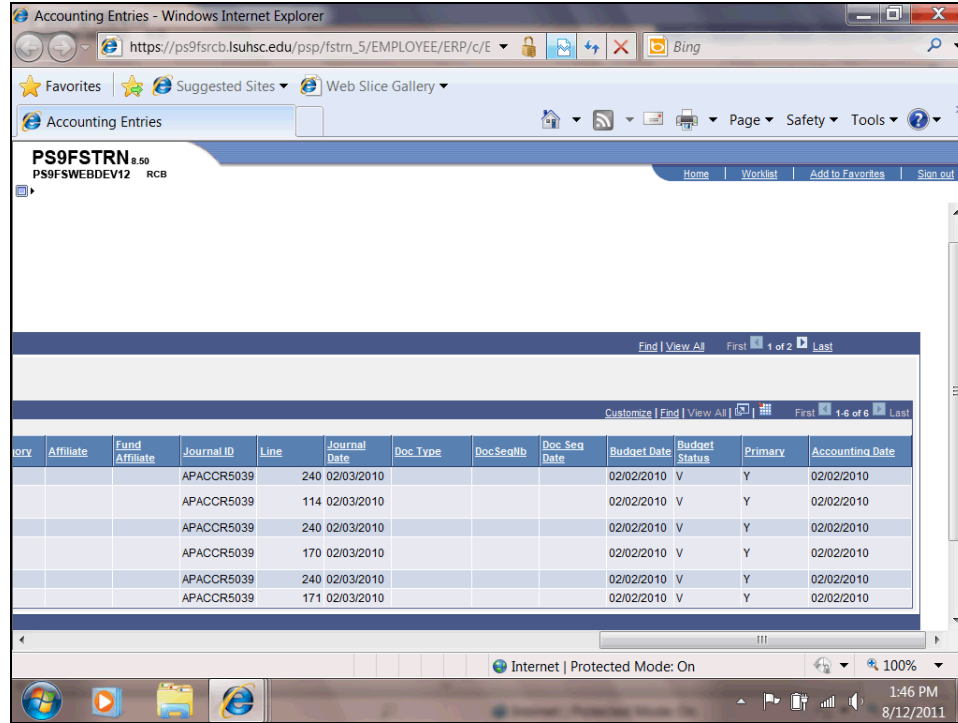 Accounting Entries - Windows Internet Explorer
https://ps9fsrcb.lsuhsc.edu/psp/fstrn_5/EMPLOYEE/ERP/c/E Bing
Favorites Suggested Sites Web Slice Gallery
Accounting Entries Page Safety Tools
PS9FSTRN 8.50
PS9FSWEBDEV12 RCB
Home | Worklist | Add to Favorites | Sign out
Find | View All First 1 of 2 Last
Customize | Find | View All | | First 1-6 of 6 Last
ory Affiliate Fund Affiliate Journal ID Line Journal Date Doc Type DocSeqNb Doc Seq Date Budget Date Budget Status Primary Accounting Date
APACCR5039 240 02/03/2010 02/02/2010 V Y 02/02/2010
APACCR5039 114 02/03/2010 02/02/2010 V Y 02/02/2010
APACCR5039 240 02/03/2010 02/02/2010 V Y 02/02/2010
APACCR5039 170 02/03/2010 02/02/2010 V Y 02/02/2010
APACCR5039 240 02/03/2010 02/02/2010 V Y 02/02/2010
APACCR5039 171 02/03/2010 02/02/2010 V Y 02/02/2010
Internet | Protected Mode: On 100%
1:46 PM
8/12/2011